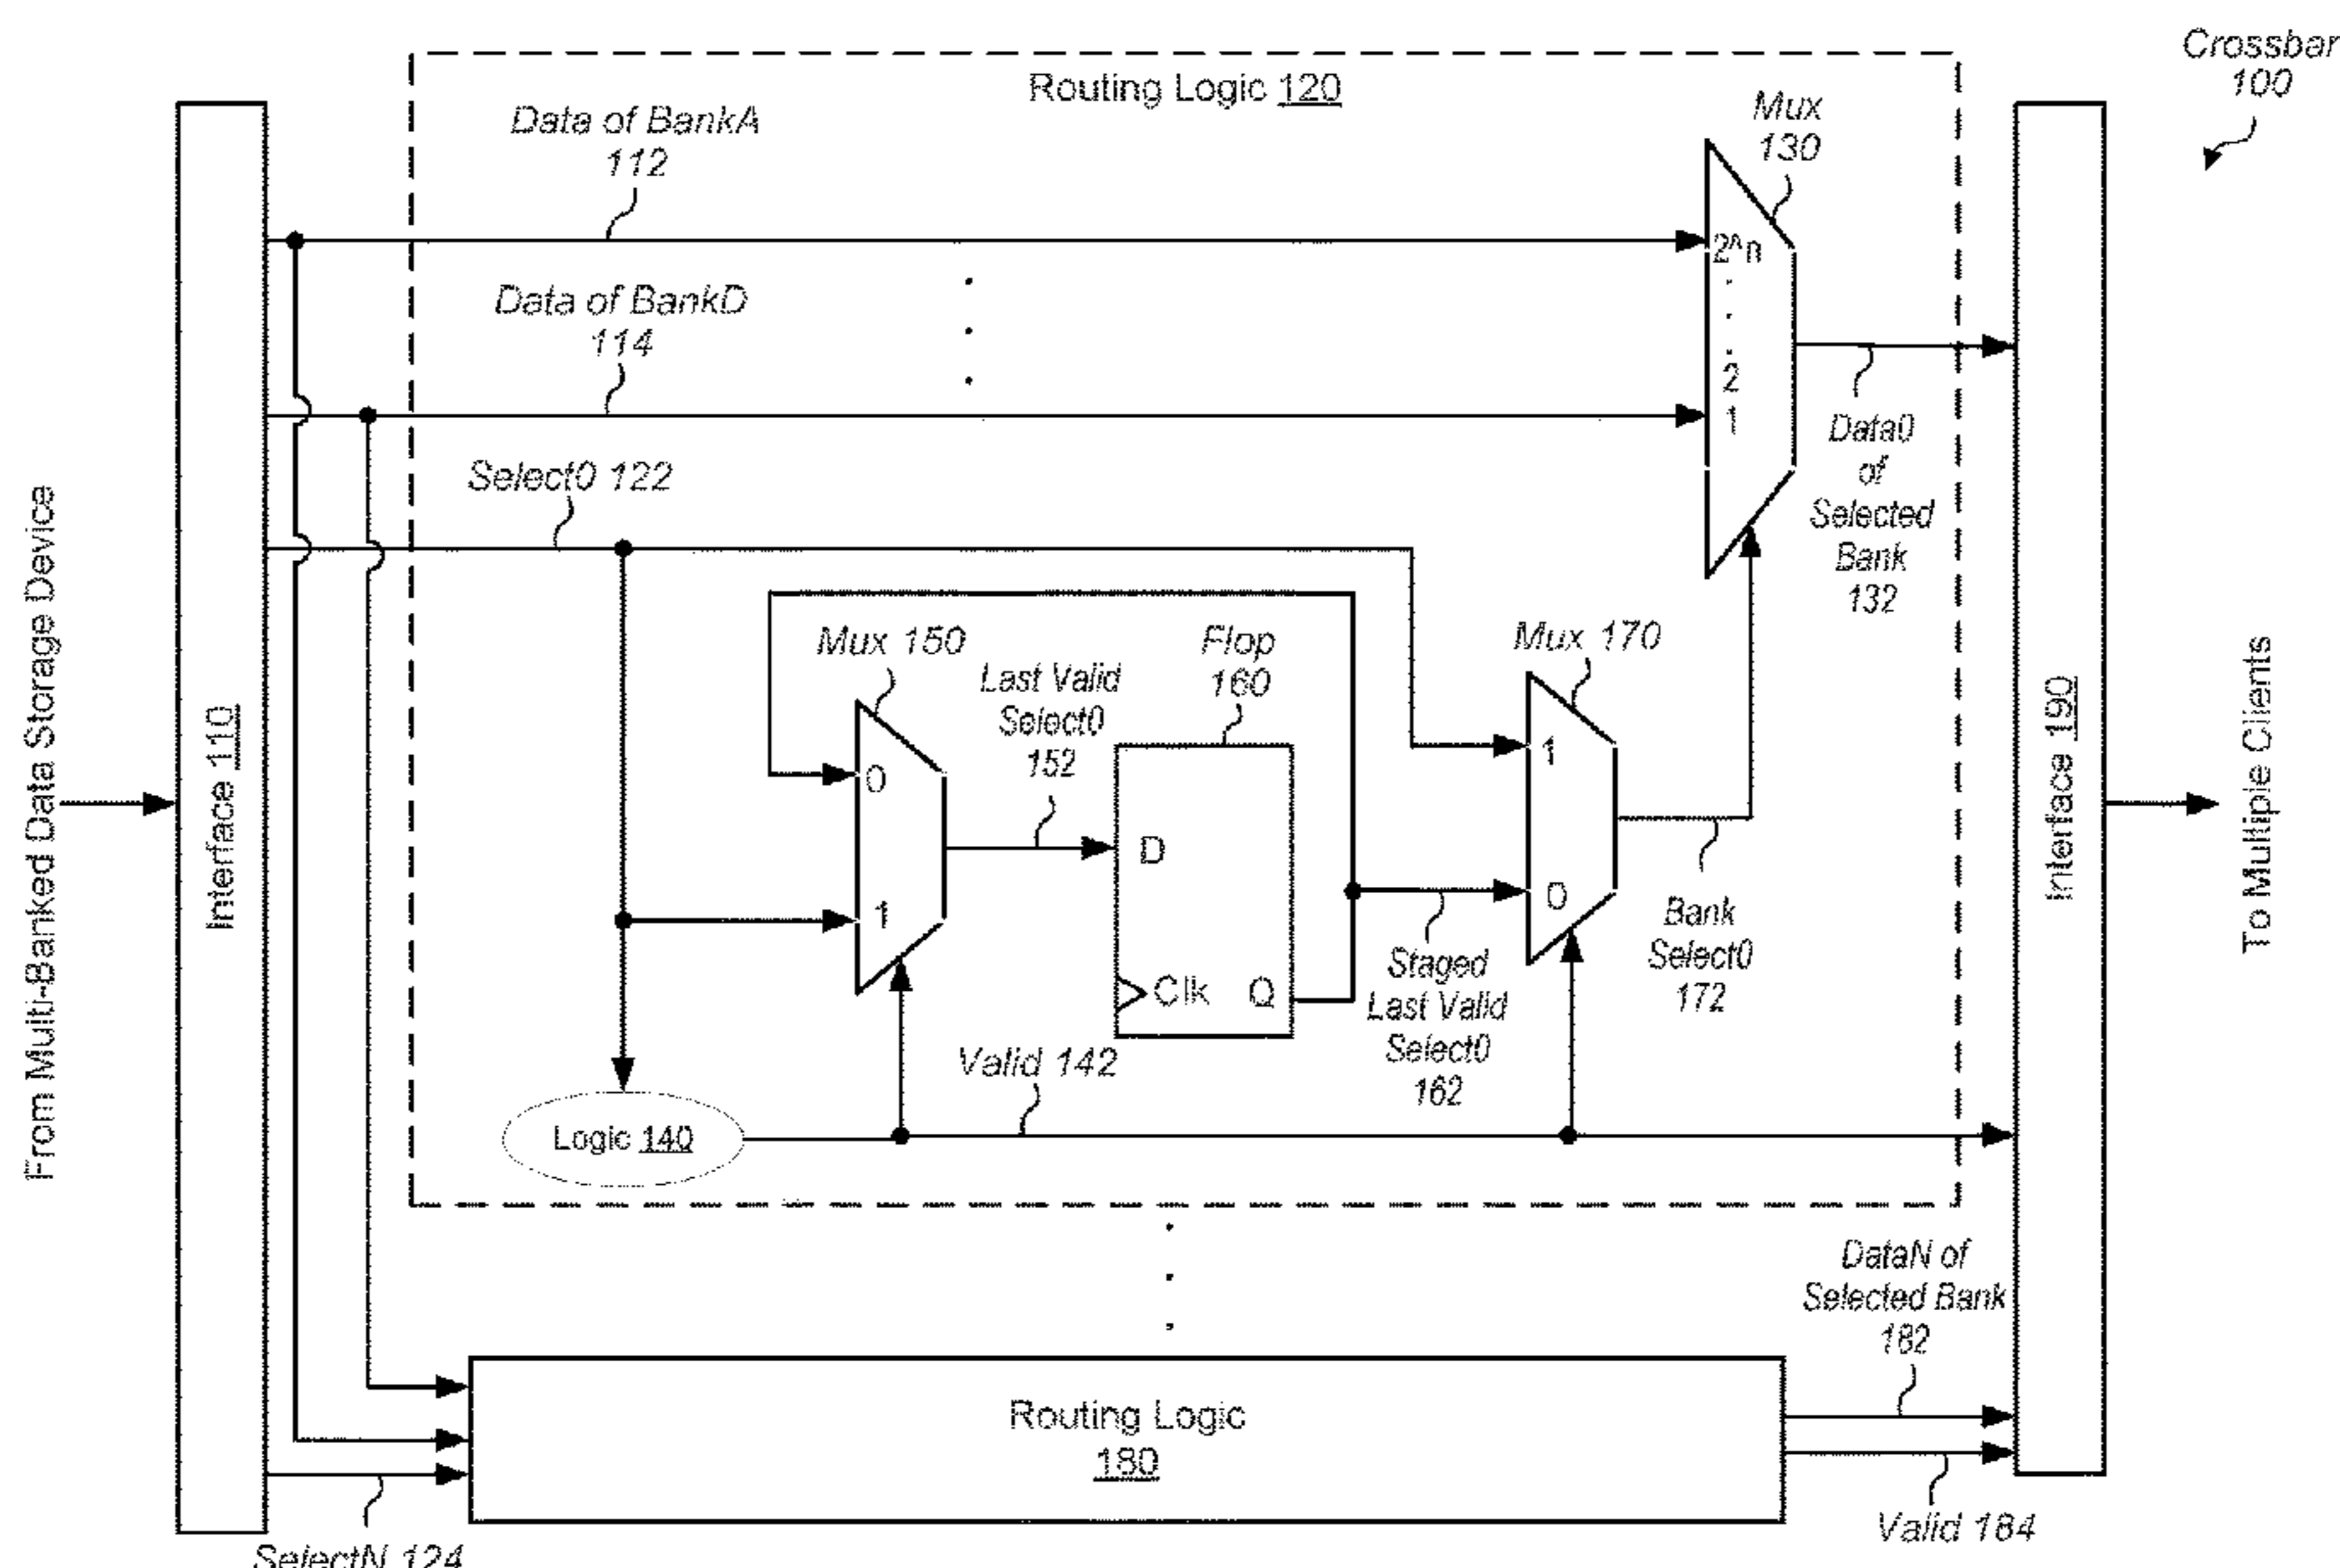 Crossbar
100
Routing Logic 120
Mux
130
Data of BankA
112
2^n
Data of BankD
114
2
1
Data0
of
Selected
Bank
132
Select0 122
From Multi-Banked Data Storage Device
Interface 110
Mux 150
Last Valid
Select0
152
Flop
160
Mux 170
0
1
D
Clk Q
1
0
Staged
Last Valid
Select0
162
Bank
Select0
172
Interface 190
To Multiple Clients
Valid 142
Logic 140
DataN of
Selected Bank
182
Routing Logic
180
Valid 184
SelectN 124